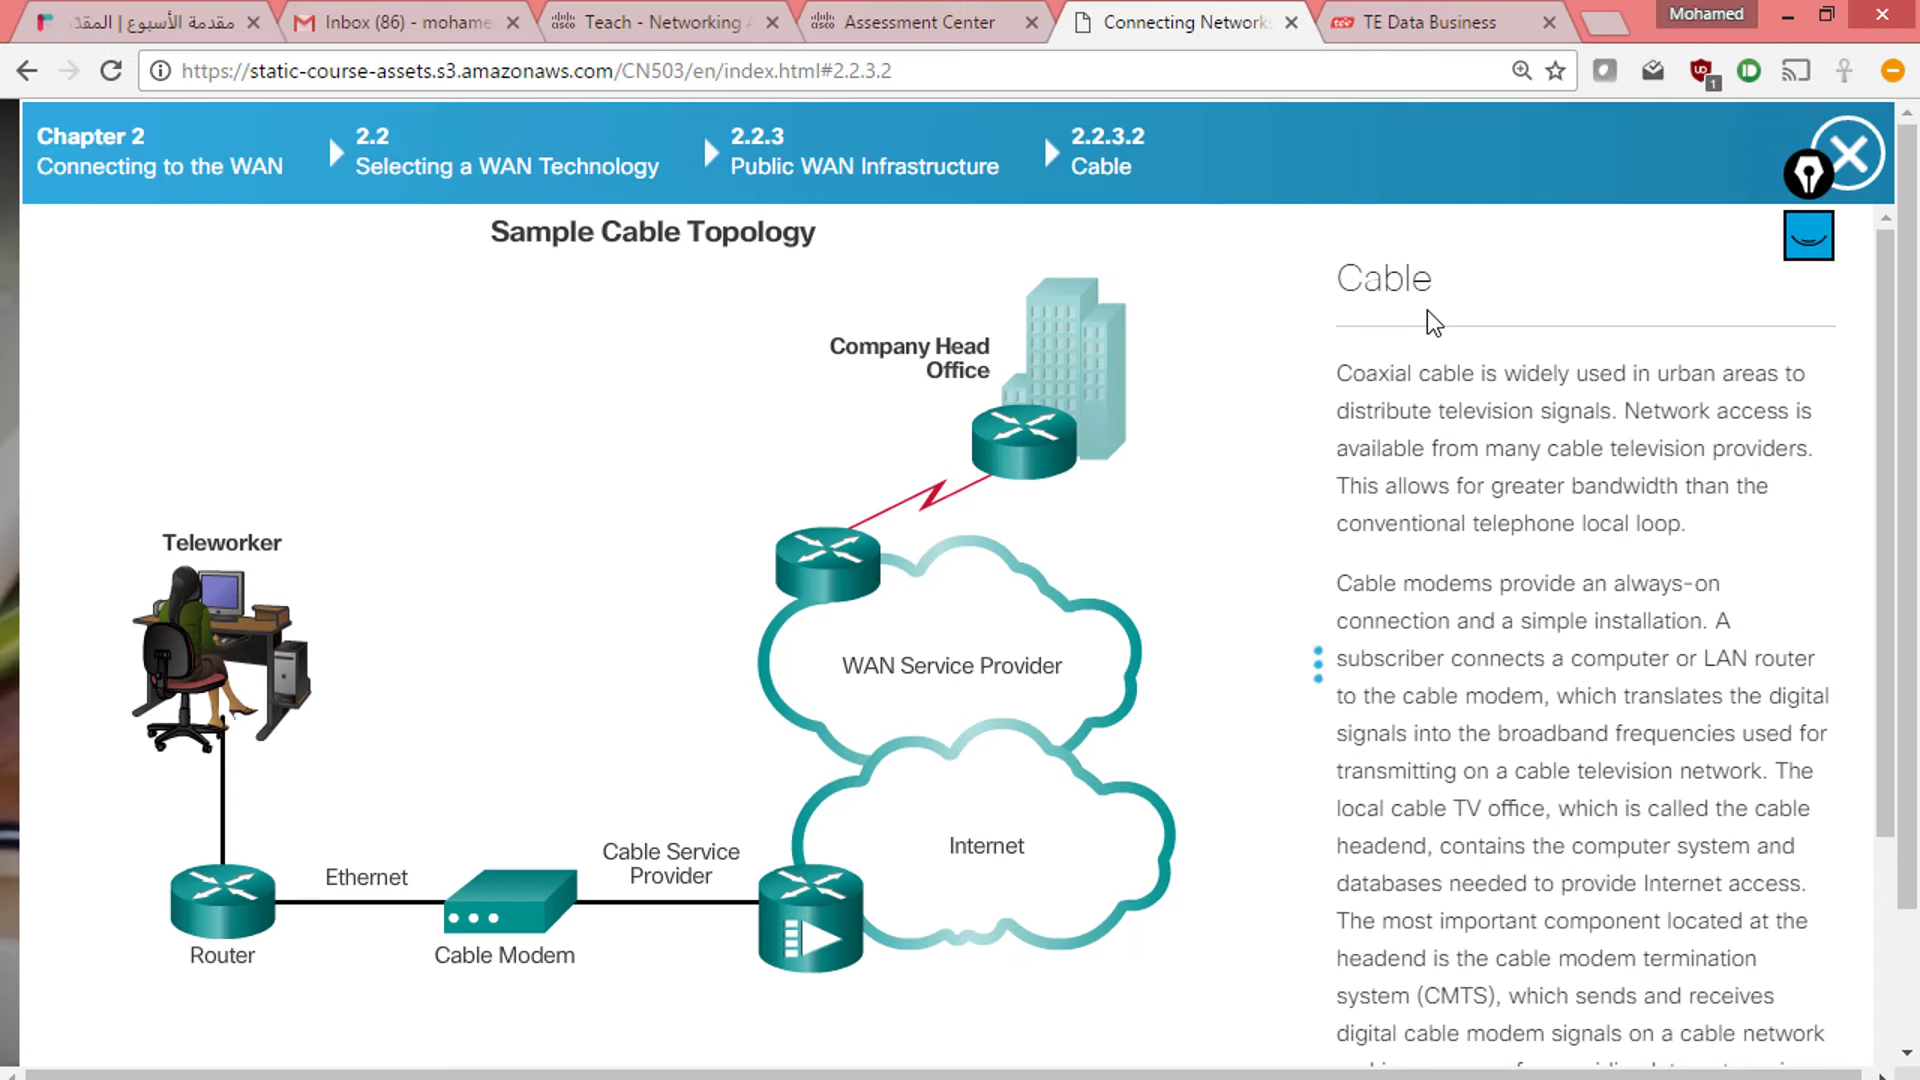 مقدمة الأسبوع | المقدّ
Inbox (86) - mohame
Teach - Networking A
Assessment Center
Connecting Networks
TE Data Business
Mohamed
https://static-course-assets.s3.amazonaws.com/CN503/en/index.html#2.2.3.2
1
Chapter 2
Connecting to the WAN
2.2
Selecting a WAN Technology
2.2.3
Public WAN Infrastructure
2.2.3.2
Cable
Sample Cable Topology
Company Head
Office
Teleworker
WAN Service Provider
Internet
Cable Service
Provider
Ethernet
Router
Cable Modem
Cable
Coaxial cable is widely used in urban areas to
distribute television signals. Network access is
available from many cable television providers.
This allows for greater bandwidth than the
conventional telephone local loop.
Cable modems provide an always-on
connection and a simple installation. A
subscriber connects a computer or LAN router
to the cable modem, which translates the digital
signals into the broadband frequencies used for
transmitting on a cable television network. The
local cable TV office, which is called the cable
headend, contains the computer system and
databases needed to provide Internet access.
The most important component located at the
headend is the cable modem termination
system (CMTS), which sends and receives
digital cable modem signals on a cable network